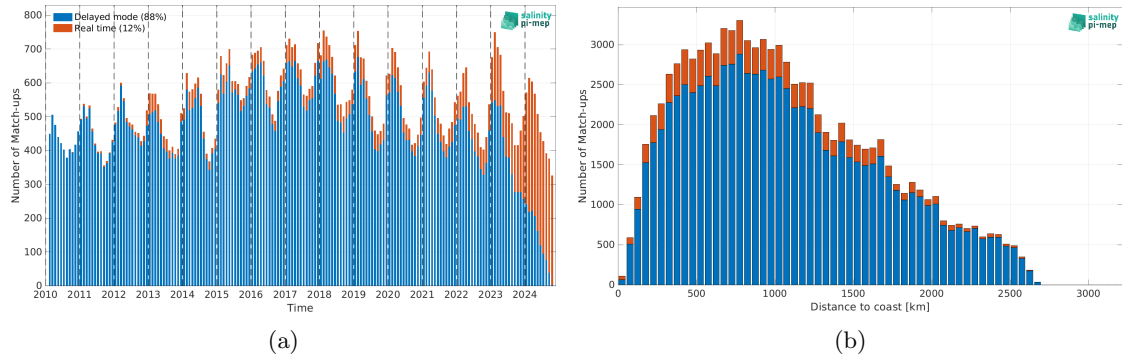 Delayed mode (88%)
Real time (12%)
salinity
pi-mep
Number of Match-ups
800
700
600
500
400
300
200
100
0
2010 2011 2012 2013 2014 2015 2016 2017 2018 2019 2020 2021 2022 2023 2024
Time
(a)
salinity
pi-mep
Number of Match-ups
3000
2500
2000
1500
1000
500
0
0 500 1000 1500 2000 2500 3000
Distance to coast [km]
(b)